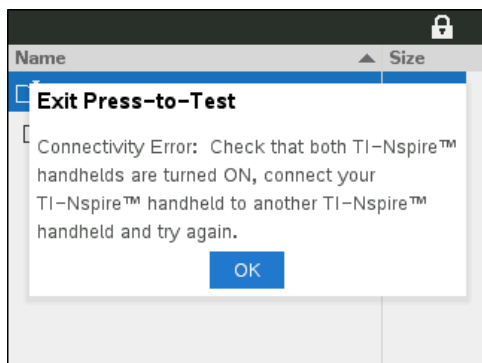 Name Size
Exit Press-to-Test
Connectivity Error:  Check that both TI-Nspire™
handhelds are turned ON, connect your
TI-Nspire™ handheld to another TI-Nspire™
handheld and try again.
OK